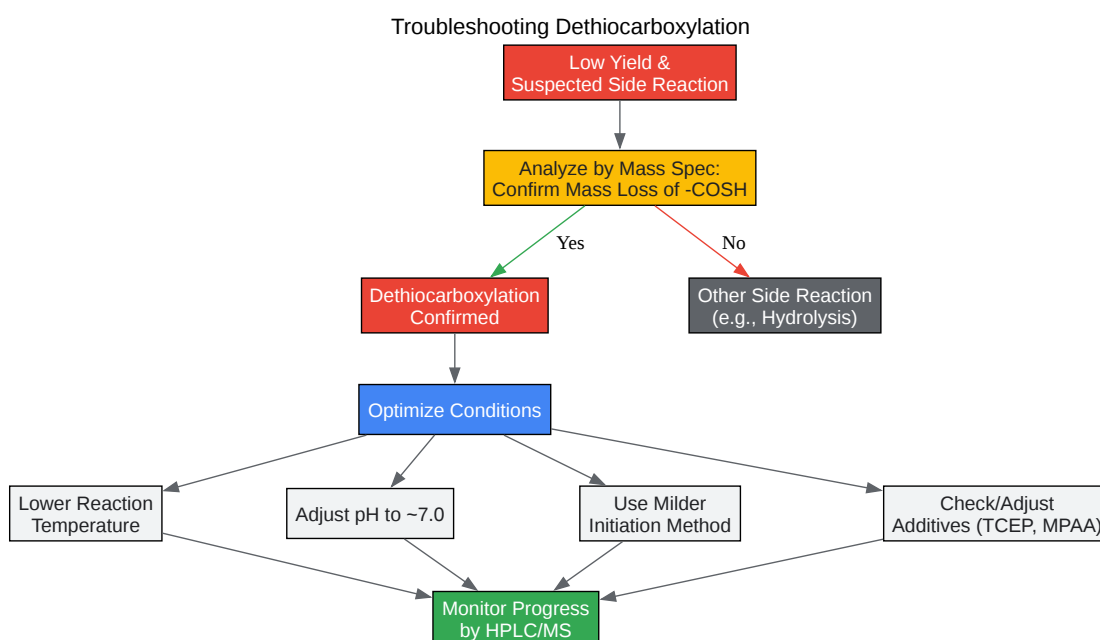 Troubleshooting Dethiocarboxylation
Low Yield &
Suspected Side Reaction
Analyze by Mass Spec:
Confirm Mass Loss of -COSH
Yes
No
Dethiocarboxylation
Confirmed
Other Side Reaction
(e.g., Hydrolysis)
Optimize Conditions
Lower Reaction
Temperature
Adjust pH to ~7.0
Use Milder
Initiation Method
Check/Adjust
Additives (TCEP, MPAA)
Monitor Progress
by HPLC/MS